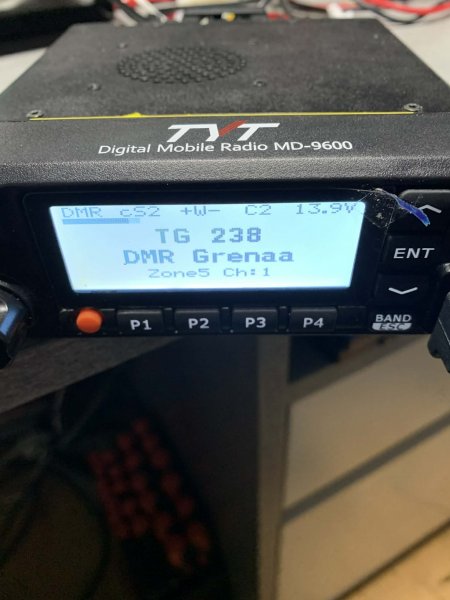 TYT
Digital Mobile Radio MD-9600
DMR cS2 +W- C2 13.9V
TG 238
DMR Grenaa
Zone5 Ch:1
ENT
P1 P2 P3 P4
BAND
ESC